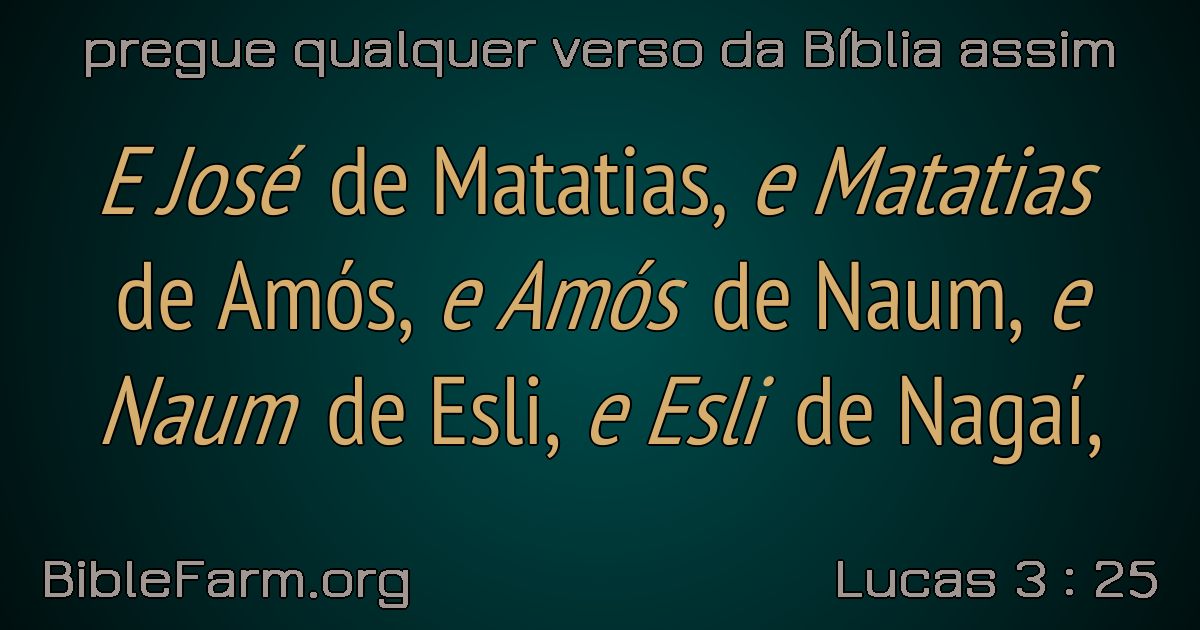 pregue qualquer verso da Bíblia assim
E José de Matatias, e Matatias
de Amós, e Amós de Naum, e
Naum de Esli, e Esli de Nagaí,
BibleFarm.org
Lucas 3 : 25